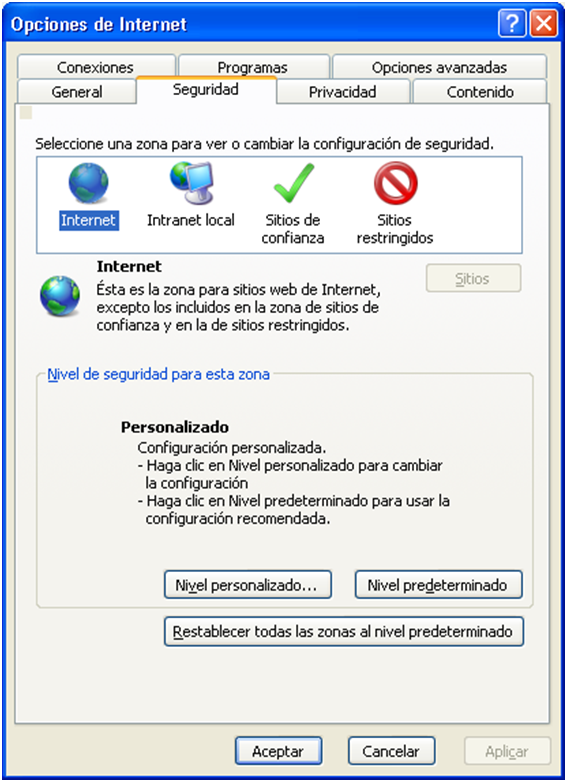 Opciones de Internet
Conexiones Programas Opciones avanzadas
General Seguridad Privacidad Contenido
Seleccione una zona para ver o cambiar la configuración de seguridad.
Internet Intranet local Sitios de confianza Sitios restringidos
Internet
Sitios
Ésta es la zona para sitios web de Internet,
excepto los incluidos en la zona de sitios de
confianza y en la de sitios restringidos.
Nivel de seguridad para esta zona
Personalizado
Configuración personalizada.
- Haga clic en Nivel personalizado para cambiar
la configuración
- Haga clic en Nivel predeterminado para usar la
configuración recomendada.
Nivel personalizado... Nivel predeterminado
Restablecer todas las zonas al nivel predeterminado
Aceptar Cancelar Aplicar